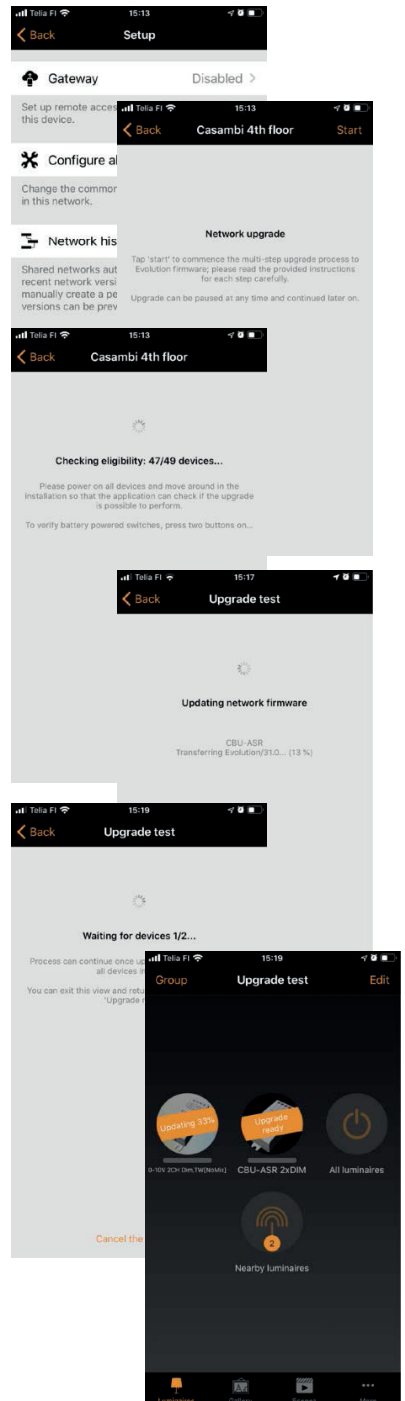 Telia FI 15:13
Back Setup
Gateway Disabled
Set up remote acces
this device.
Configure al
Change the commor
in this network.
Network his
Shared networks aut
recent network versi
manually create a pe
versions can be prev
Telia FI 15:13
Back Casambi 4th floor Start
Network upgrade
Tap 'start' to commence the multi-step upgrade process to
Evolution firmware; please read the provided instructions
for each step carefully.
Upgrade can be paused at any time and continued later on.
Telia FI 15:13
Back Casambi 4th floor
Checking eligibility: 47/49 devices...
Please power on all devices and move around in the
installation so that the application can check if the upgrade
is possible to perform.
To verify battery powered switches, press two buttons on...
Telia FI 15:17
Back Upgrade test
Updating network firmware
CBU-ASR
Transferring Evolution/31.0... (13 %)
Telia FI 15:19
Back Upgrade test
Waiting for devices 1/2...
Process can continue once up
all devices in
You can exit this view and retu
'Upgrade n
Cancel the
Telia FI 15:19
Group Upgrade test Edit
Updating 33%
Upgrade
ready
0-10V 2CH Dim,TW(NoMic) CBU-ASR 2xDIM All luminaires
2
Nearby luminaires
Luminaires Gallery Scenes More